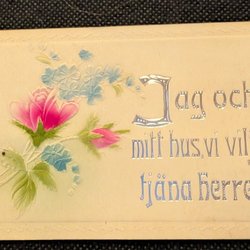 Jag och
mitt hus, vi vil
tjäna herre